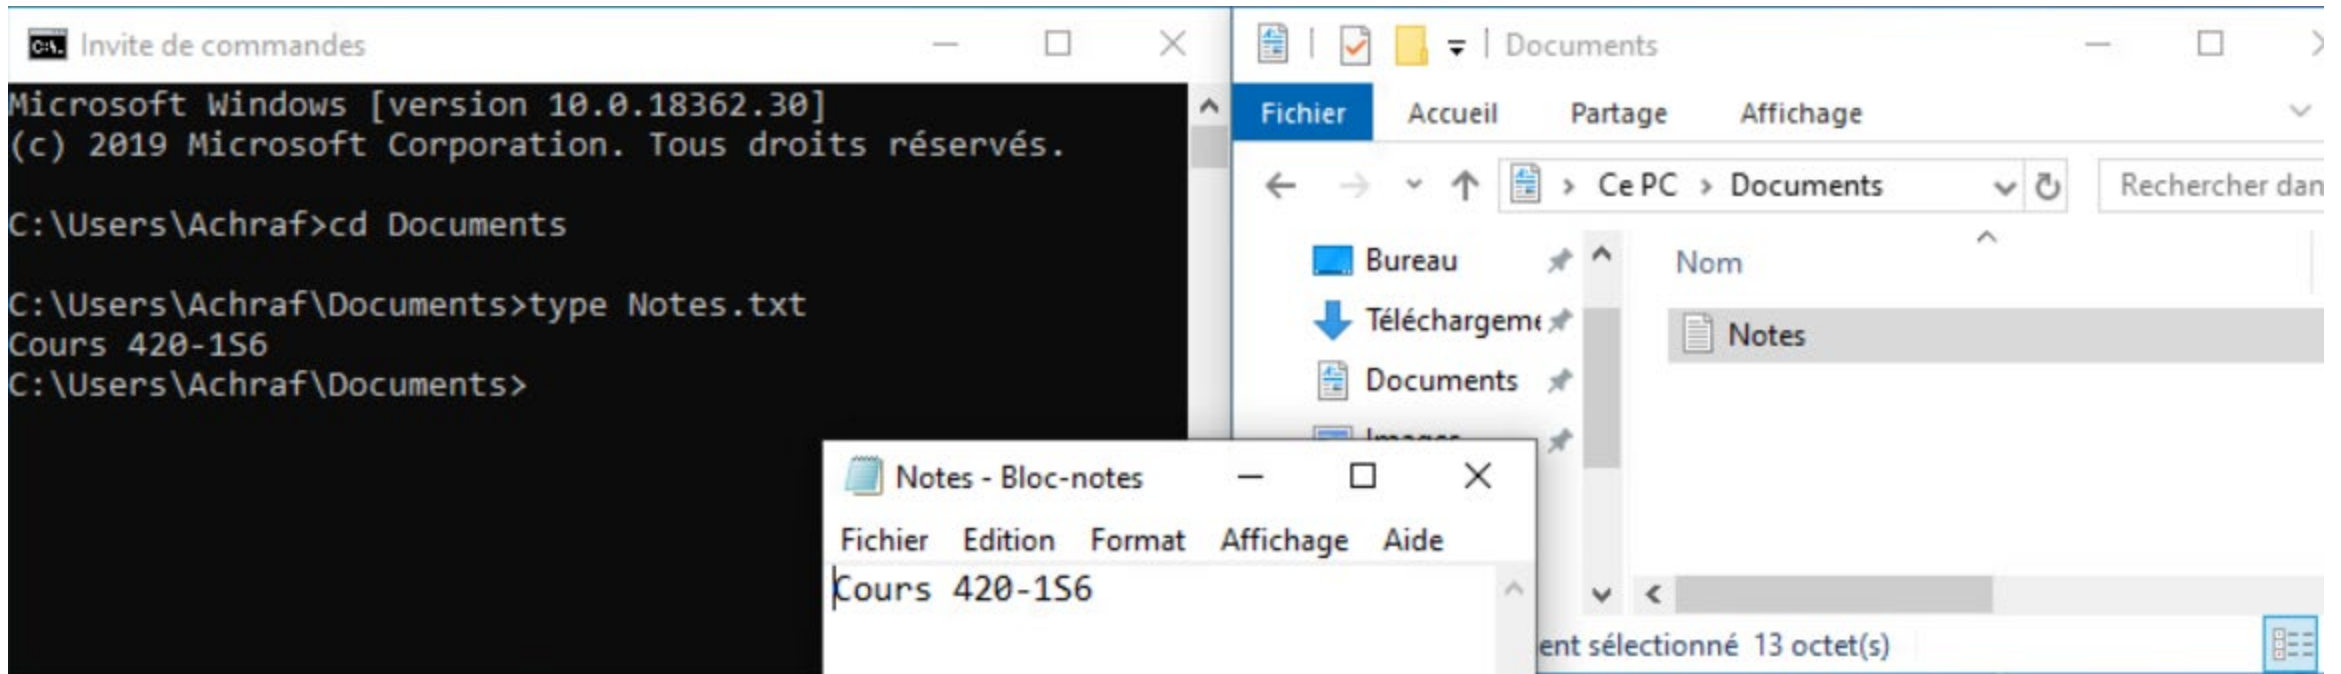 Invite de commandes
Microsoft Windows [version 10.0.18362.30]
(c) 2019 Microsoft Corporation. Tous droits réservés.
C:\Users\Achraf>cd Documents
C:\Users\Achraf\Documents>type Notes.txt
Cours 420-1S6
C:\Users\Achraf\Documents>
Documents
Fichier Accueil Partage Affichage
Ce PC > Documents
Rechercher dan
Bureau
Téléchargeme
Documents
Images
Nom
Notes
ent sélectionné 13 octet(s)
Notes - Bloc-notes
Fichier Edition Format Affichage Aide
Cours 420-1S6